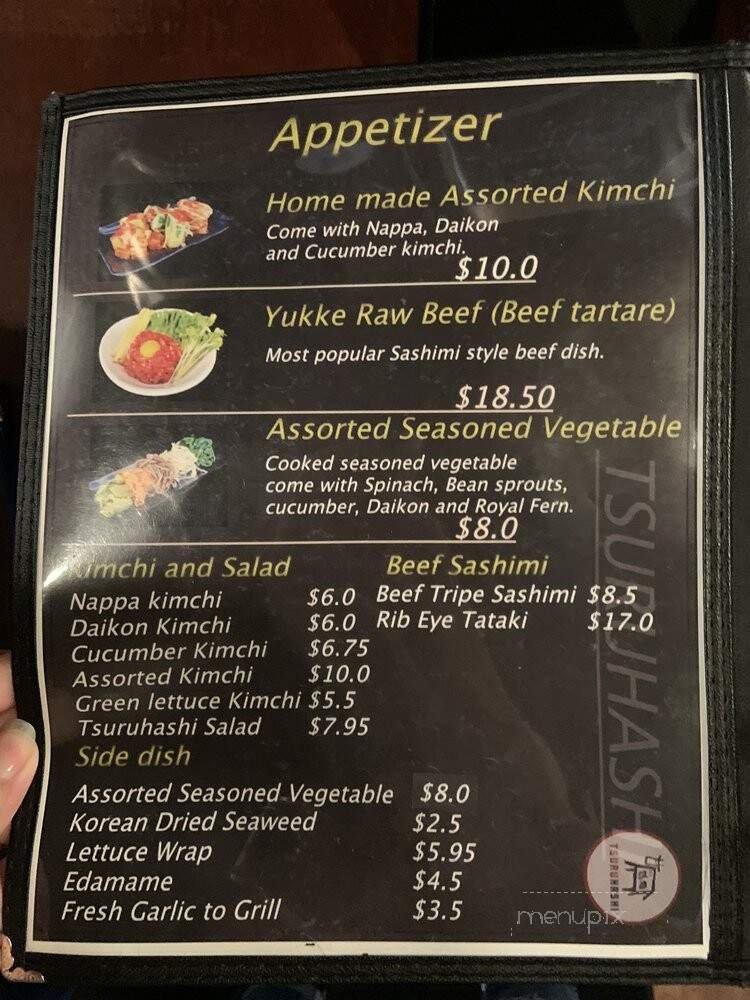 Appetizer
Home made Assorted Kimchi
Come with Nappa, Daikon
and Cucumber kimchi.
$10.0
Yukke Raw Beef (Beef tartare)
Most popular Sashimi style beef dish.
$18.50
Assorted Seasoned Vegetable
Cooked seasoned vegetable
come with Spinach, Bean sprouts,
cucumber, Daikon and Royal Fern.
$8.0
Kimchi and Salad
Nappa kimchi $6.0
Daikon Kimchi $6.0
Cucumber Kimchi $6.75
Assorted Kimchi $10.0
Green lettuce Kimchi $5.5
Tsuruhashi Salad $7.95
Beef Sashimi
Beef Tripe Sashimi $8.5
Rib Eye Tataki $17.0
Side dish
Assorted Seasoned Vegetable $8.0
Korean Dried Seaweed $2.5
Lettuce Wrap $5.95
Edamame $4.5
Fresh Garlic to Grill $3.5
TSURUHASHI
TSURUHASHI
menupix